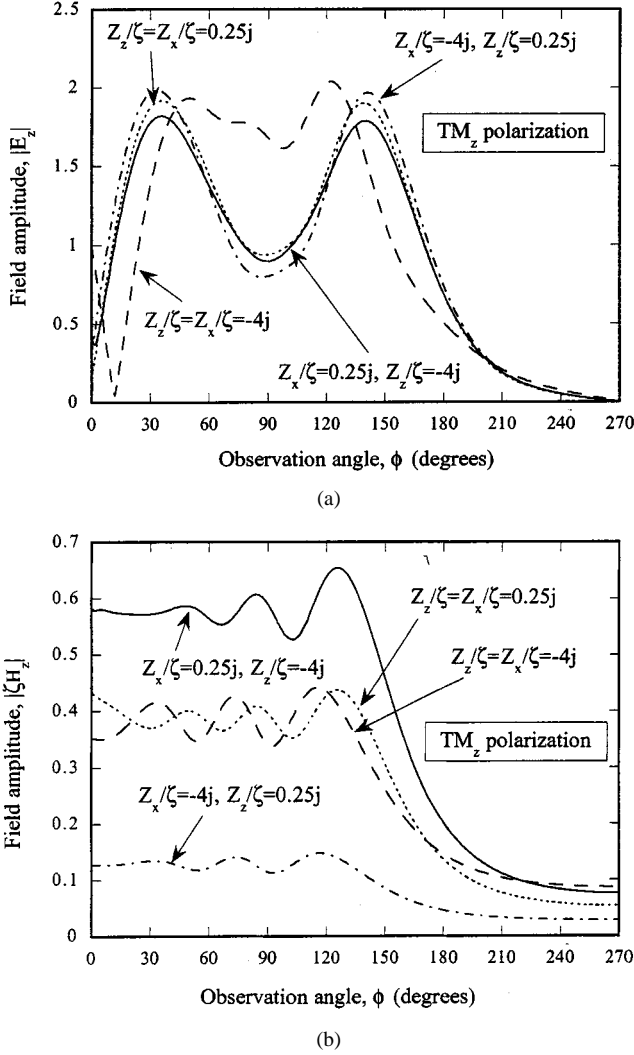 Z_z/ζ=Z_x/ζ=0.25j
Z_x/ζ=-4j, Z_z/ζ=0.25j
TM_z polarization
Z_z/ζ=Z_x/ζ=-4j
Z_x/ζ=0.25j, Z_z/ζ=-4j
Field amplitude, |E_z|
2.5
2
1.5
1
0.5
0
0 30 60 90 120 150 180 210 240 270
Observation angle, ϕ (degrees)
(a)
Z_z/ζ=Z_x/ζ=0.25j
Z_z/ζ=Z_x/ζ=-4j
Z_x/ζ=0.25j, Z_z/ζ=-4j
TM_z polarization
Z_x/ζ=-4j, Z_z/ζ=0.25j
Field amplitude, |ζH_z|
0.7
0.6
0.5
0.4
0.3
0.2
0.1
0
0 30 60 90 120 150 180 210 240 270
Observation angle, ϕ (degrees)
(b)